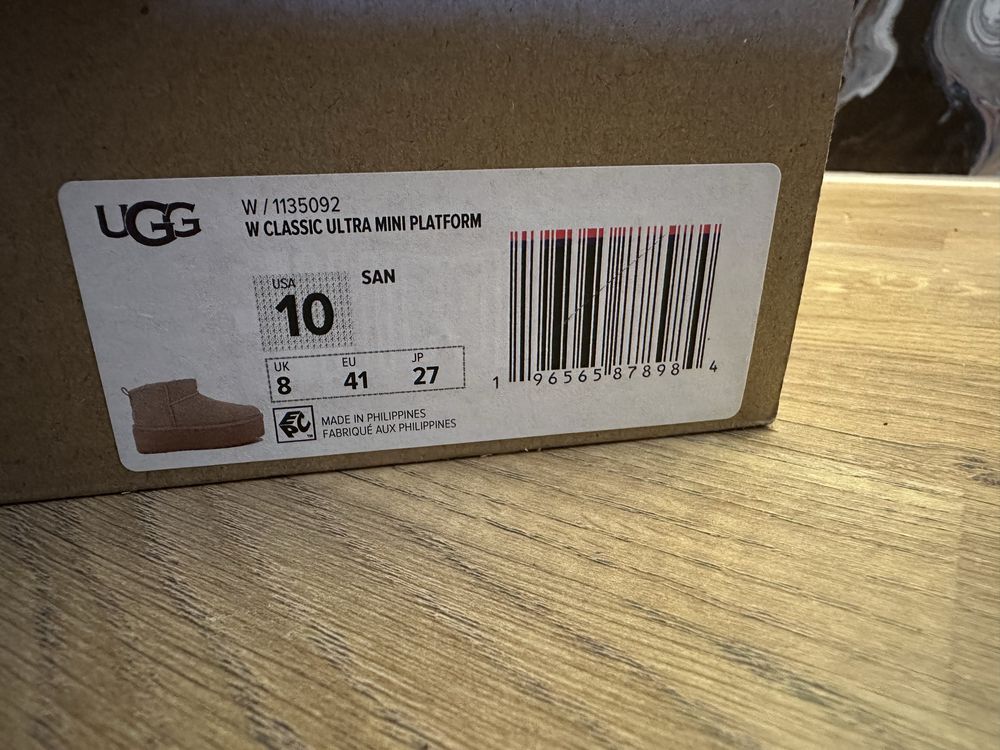 UGG
W / 1135092
W CLASSIC ULTRA MINI PLATFORM
USA
10
SAN
UK
8
EU
41
JP
27
EPC™
MADE IN PHILIPPINES
FABRIQUÉ AUX PHILIPPINES
1 96565 87898 4